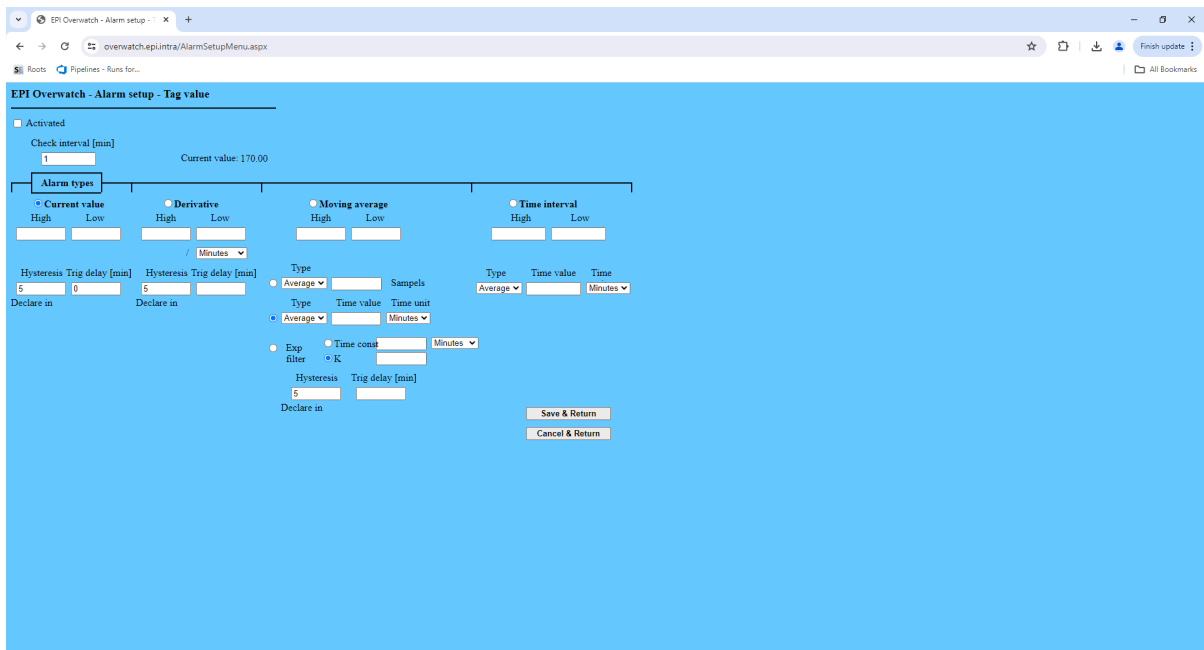 EPI Overwatch - Alarm setup - T
overwatch.epi.intra/AlarmSetupMenu.aspx
Finish update
Roots Pipelines - Runs for...
All Bookmarks
EPI Overwatch - Alarm setup - Tag value
Activated
Check interval [min]
1 Current value: 170.00
Alarm types
Current value Derivative Moving average Time interval
High Low High Low High Low High Low
/ Minutes
Hysteresis Trig delay [min] Hysteresis Trig delay [min] Type Type Time value Time
5 0 5 Average Sampels Average Minutes
Declare in Declare in Type Time value Time unit
Average Minutes
Exp filter Time const Minutes
K
Hysteresis Trig delay [min]
5
Declare in
Save & Return
Cancel & Return